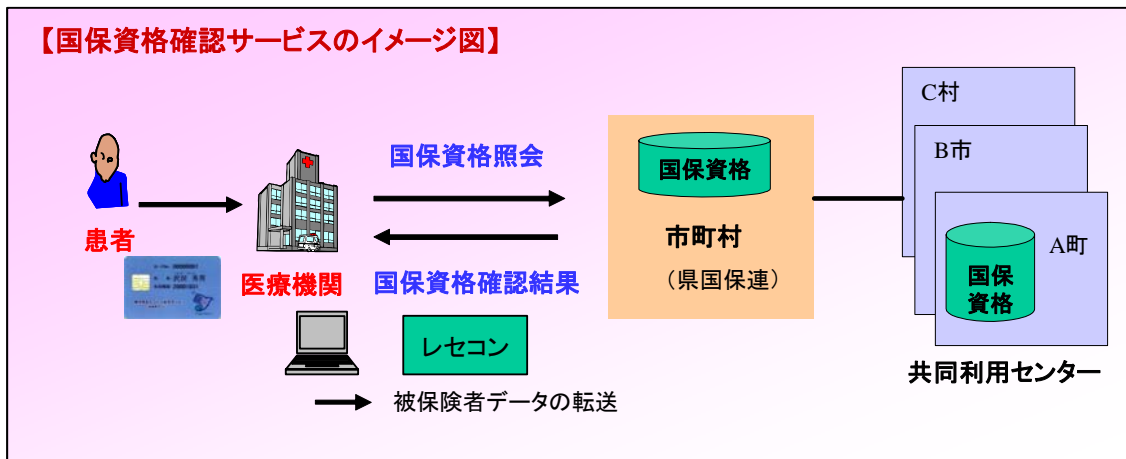 【国保資格確認サービスのイメージ図】
C村
B市
A町
国保資格照会
国保資格
患者
市町村
医療機関
国保資格確認結果
（県国保連）
国保
資格
レセコン
共同利用センター
被保険者データの転送